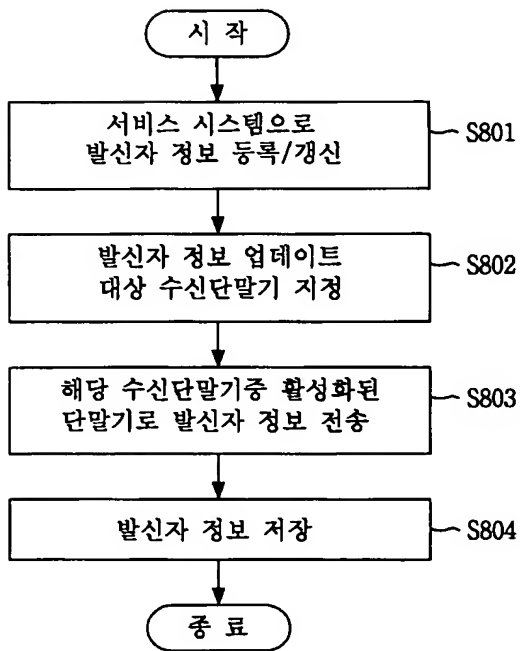 시 작
서비스 시스템으로
발신자 정보 등록/갱신
S801
발신자 정보 업데이트
대상 수신단말기 지정
S802
해당 수신단말기중 활성화된
단말기로 발신자 정보 전송
S803
발신자 정보 저장
S804
종 료